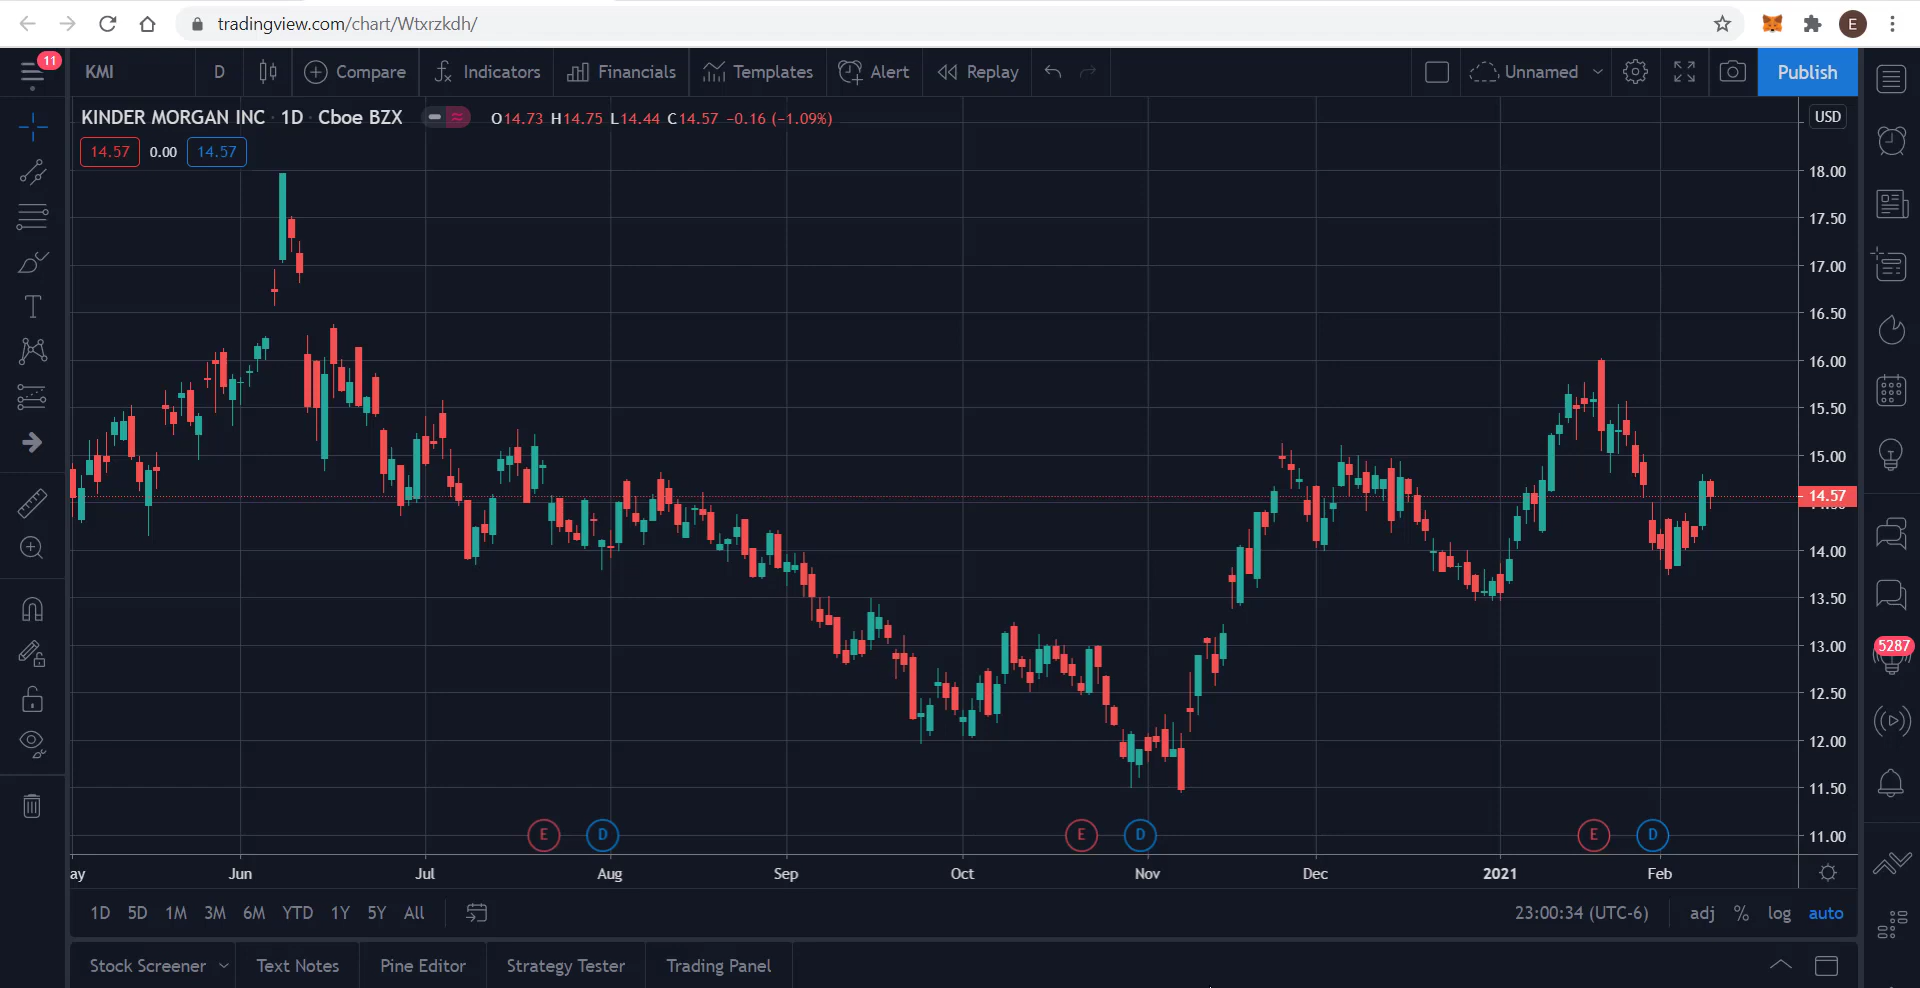 tradingview.com/chart/Wtxrzkdh/
E
11
KMI D Compare Indicators Financials Templates Alert Replay Unnamed Publish
KINDER MORGAN INC · 1D · Cboe BZX O14.73 H14.75 L14.44 C14.57 −0.16 (−1.09%)
USD
14.57 0.00 14.57
18.00
17.50
17.00
16.50
16.00
15.50
15.00
14.57
14.00
13.50
13.00
5287
12.50
12.00
11.50
11.00
E D E D E D
ay Jun Jul Aug Sep Oct Nov Dec 2021 Feb
1D 5D 1M 3M 6M YTD 1Y 5Y All 23:00:34 (UTC-6) adj % log auto
Stock Screener Text Notes Pine Editor Strategy Tester Trading Panel